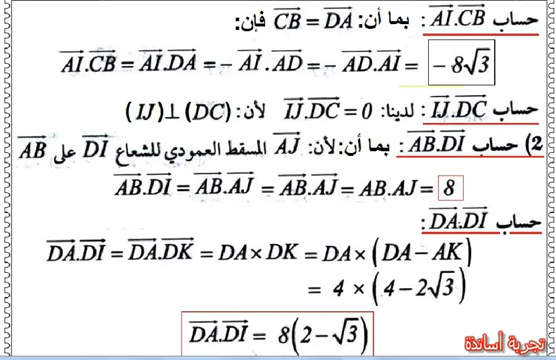 حساب AI.CB : بما أن: CB = DA فإن:
AI.CB = AI.DA = − AI.AD = − AD.AI = −8√3
حساب IJ.DC : لدينا: IJ.DC = 0 لأن: (IJ)⊥(DC)
2) حساب AB.DI : بما أن: لأن: AJ المسقط العمودي للشعاع DI على AB
AB.DI = AB.AJ = AB.AJ = AB.AJ = 8
حساب DA.DI :
DA.DI = DA.DK = DA×DK = DA×(DA−AK)
= 4 × (4−2√3)
DA.DI = 8(2−√3)
تجربة أساتذة